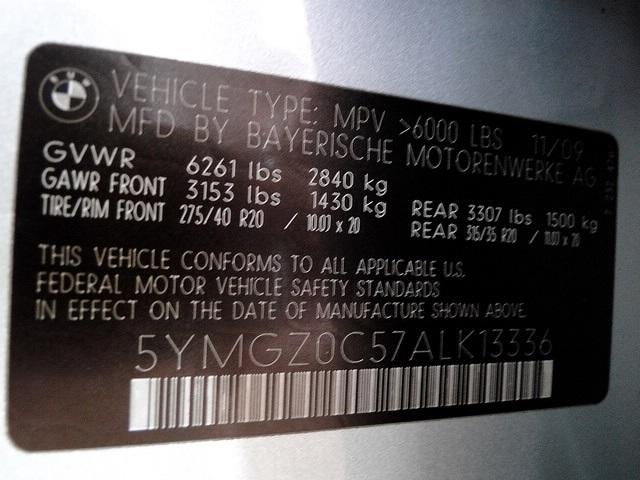 BMW
VEHICLE TYPE: MPV >6000 LBS 11/09
MFD BY BAYERISCHE MOTORENWERKE AG
GVWR 6261 lbs 2840 kg
GAWR FRONT 3153 lbs 1430 kg REAR 3307 lbs 1500 kg
TIRE/RIM FRONT 275/40 R20 / 10.0J x 20 REAR 315/35 R20 / 11.0J x 20
THIS VEHICLE CONFORMS TO ALL APPLICABLE U.S.
FEDERAL MOTOR VEHICLE SAFETY STANDARDS
IN EFFECT ON THE DATE OF MANUFACTURE SHOWN ABOVE.
5YMGZ0C57ALK13336